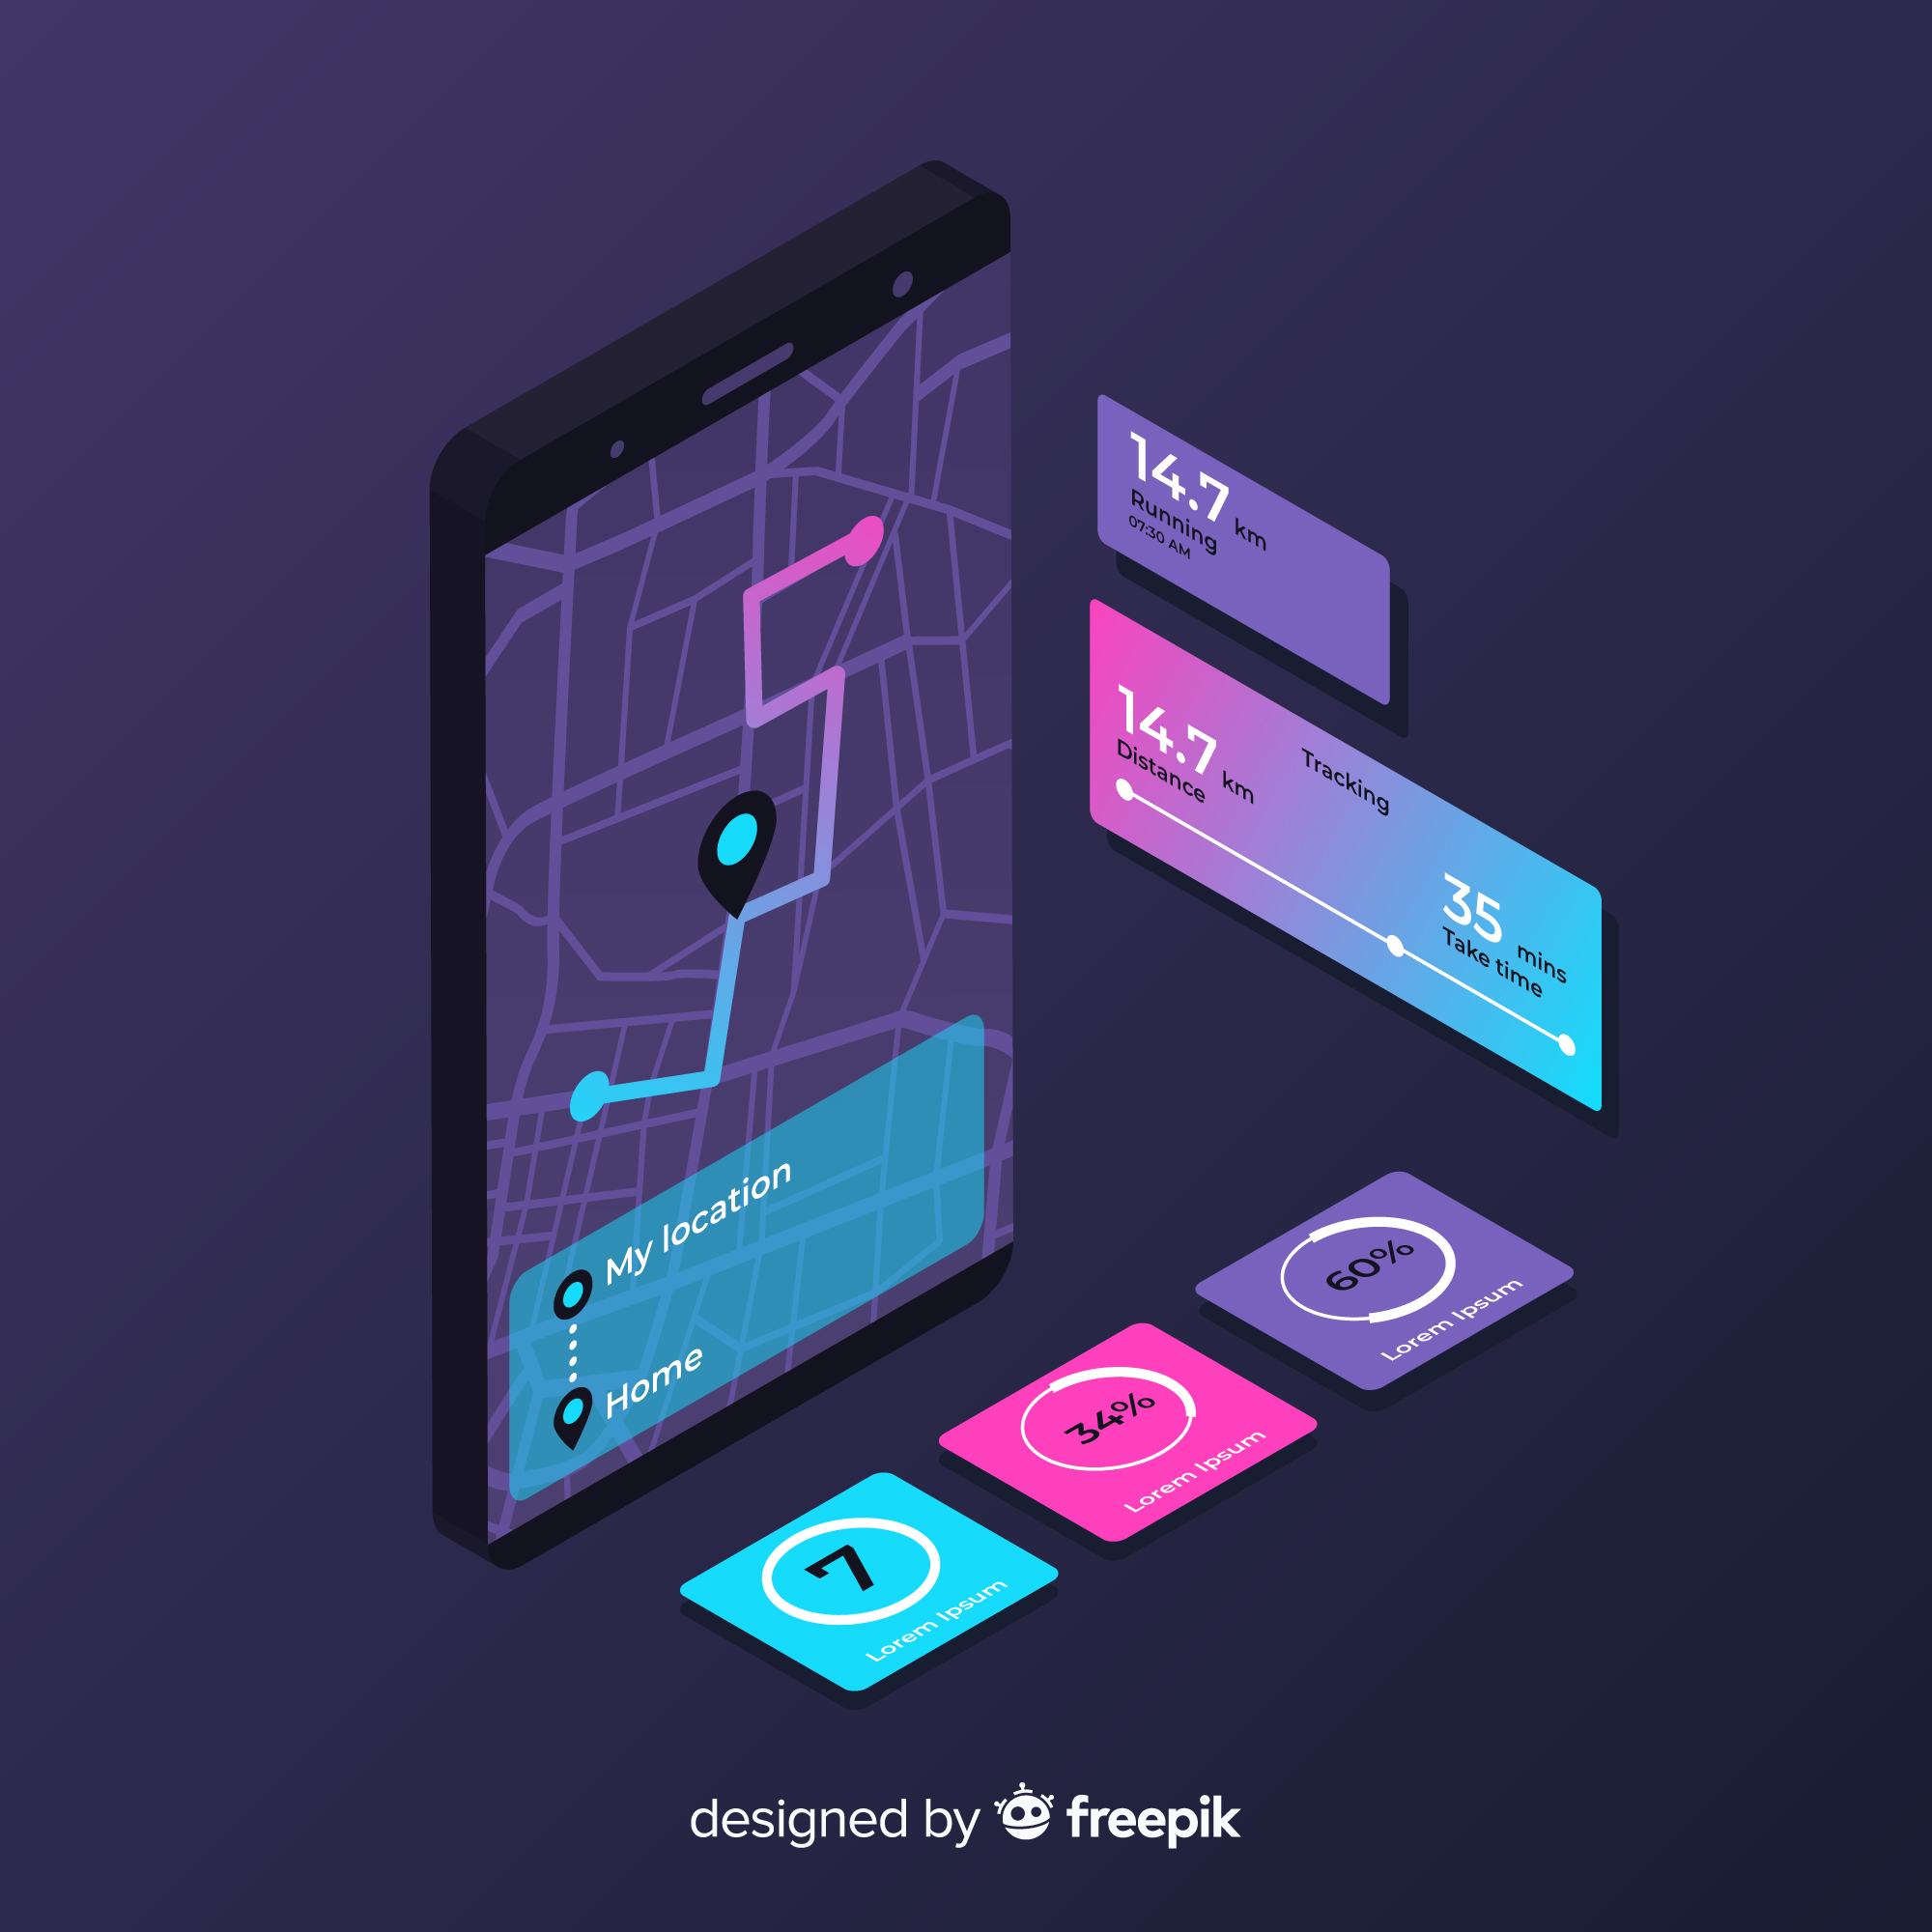 14.7 km
Running
07:30 AM
14.7 km
Distance
Tracking
35 mins
Take time
My location
Home
60%
Lorem Ipsum
34%
Lorem Ipsum
7
Lorem Ipsum
designed by freepik